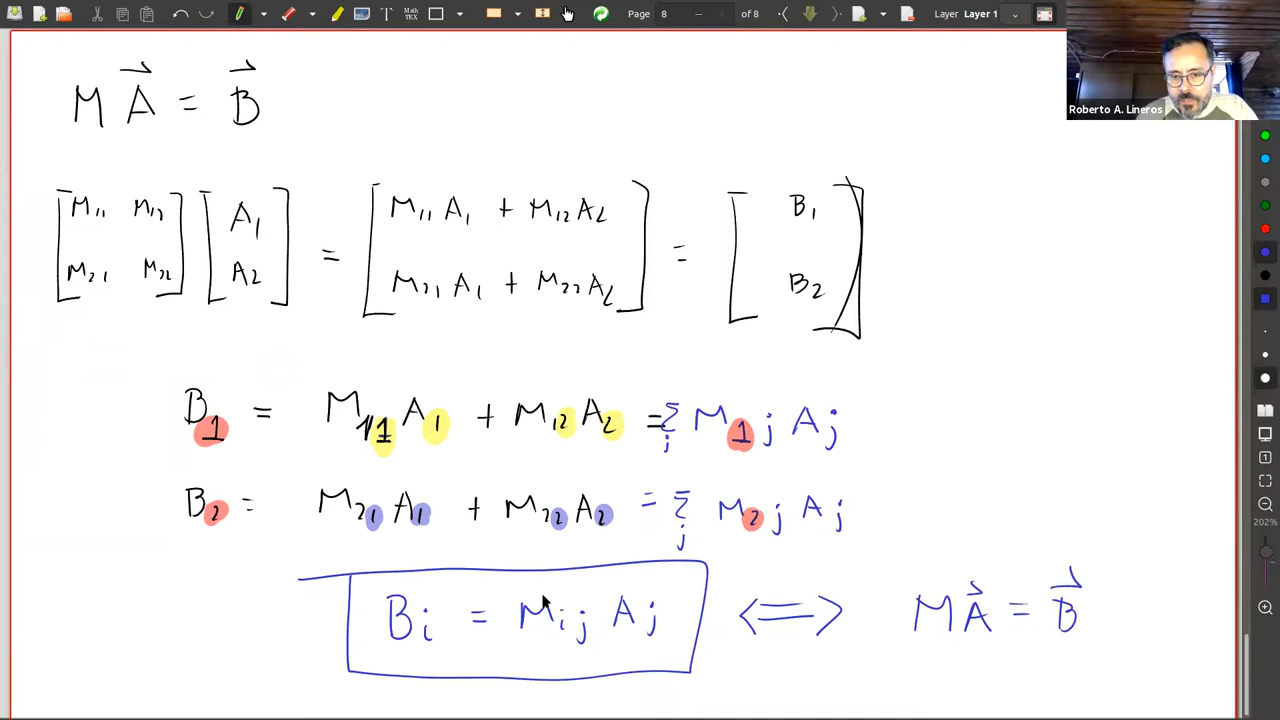 Page 8 of 8 Layer Layer 1
Roberto A. Lineros
M A⃗ = B⃗
[M₁₁ M₁₂; M₂₁ M₂₂] [A₁; A₂] = [M₁₁ A₁ + M₁₂ A₂; M₂₁ A₁ + M₂₂ A₂] = [B₁; B₂]
B₁ = M₁₁ A₁ + M₁₂ A₂ = Σⱼ M₁ⱼ Aⱼ
B₂ = M₂₁ A₁ + M₂₂ A₂ = Σⱼ M₂ⱼ Aⱼ
Bᵢ = Mᵢⱼ Aⱼ ⟺ M A⃗ = B⃗
202%